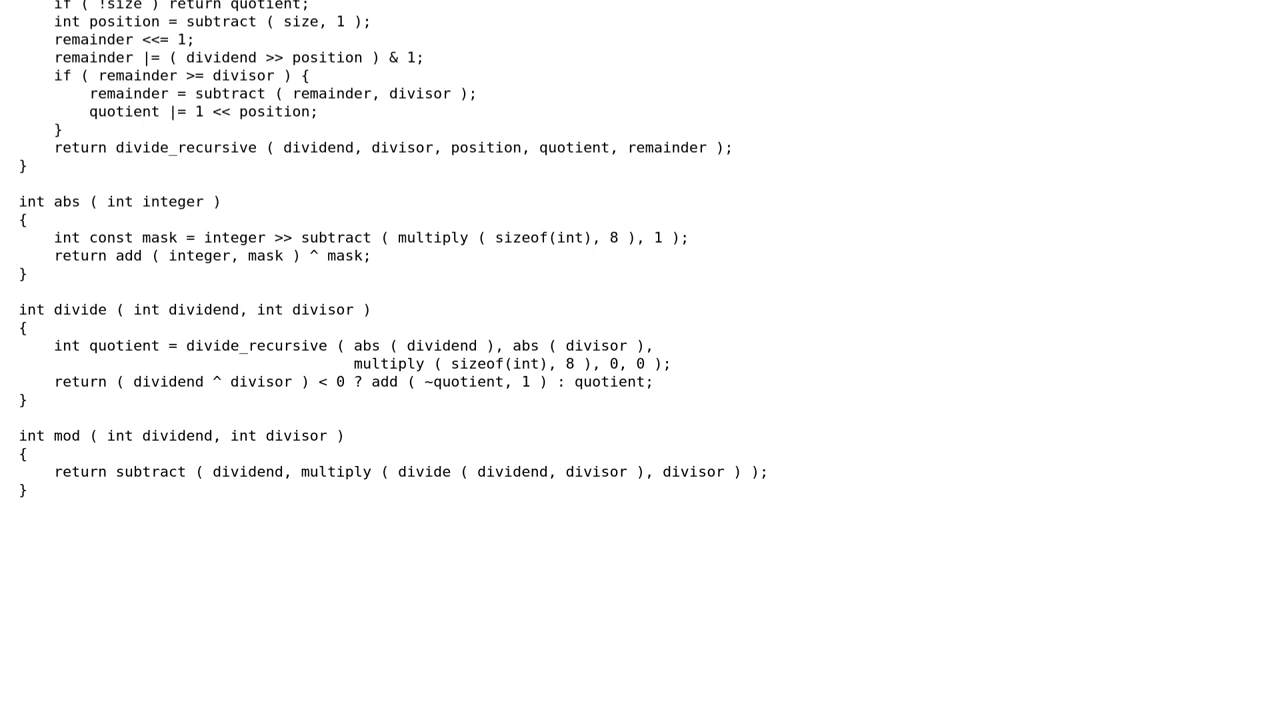 if ( !size ) return quotient;
    int position = subtract ( size, 1 );
    remainder <<= 1;
    remainder |= ( dividend >> position ) & 1;
    if ( remainder >= divisor ) {
        remainder = subtract ( remainder, divisor );
        quotient |= 1 << position;
    }
    return divide_recursive ( dividend, divisor, position, quotient, remainder );
}

int abs ( int integer )
{
    int const mask = integer >> subtract ( multiply ( sizeof(int), 8 ), 1 );
    return add ( integer, mask ) ^ mask;
}

int divide ( int dividend, int divisor )
{
    int quotient = divide_recursive ( abs ( dividend ), abs ( divisor ),
                                      multiply ( sizeof(int), 8 ), 0, 0 );
    return ( dividend ^ divisor ) < 0 ? add ( ~quotient, 1 ) : quotient;
}

int mod ( int dividend, int divisor )
{
    return subtract ( dividend, multiply ( divide ( dividend, divisor ), divisor ) );
}